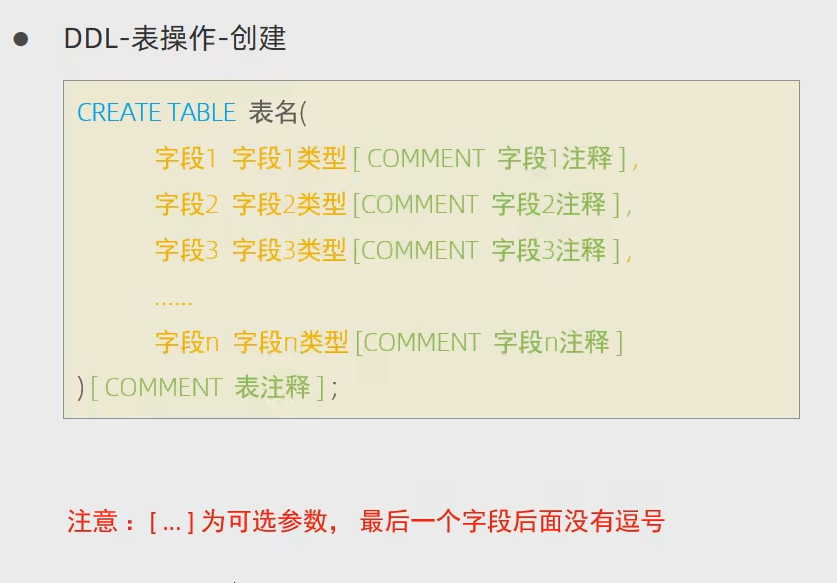 DDL-表操作-创建
CREATE TABLE 表名(
字段1 字段1类型[ COMMENT 字段1注释 ] ,
字段2 字段2类型[COMMENT 字段2注释 ] ,
字段3 字段3类型[COMMENT 字段3注释 ] ,
......
字段n 字段n类型[COMMENT 字段n注释 ]
) [ COMMENT 表注释 ] ;
注意：[ ... ] 为可选参数， 最后一个字段后面没有逗号